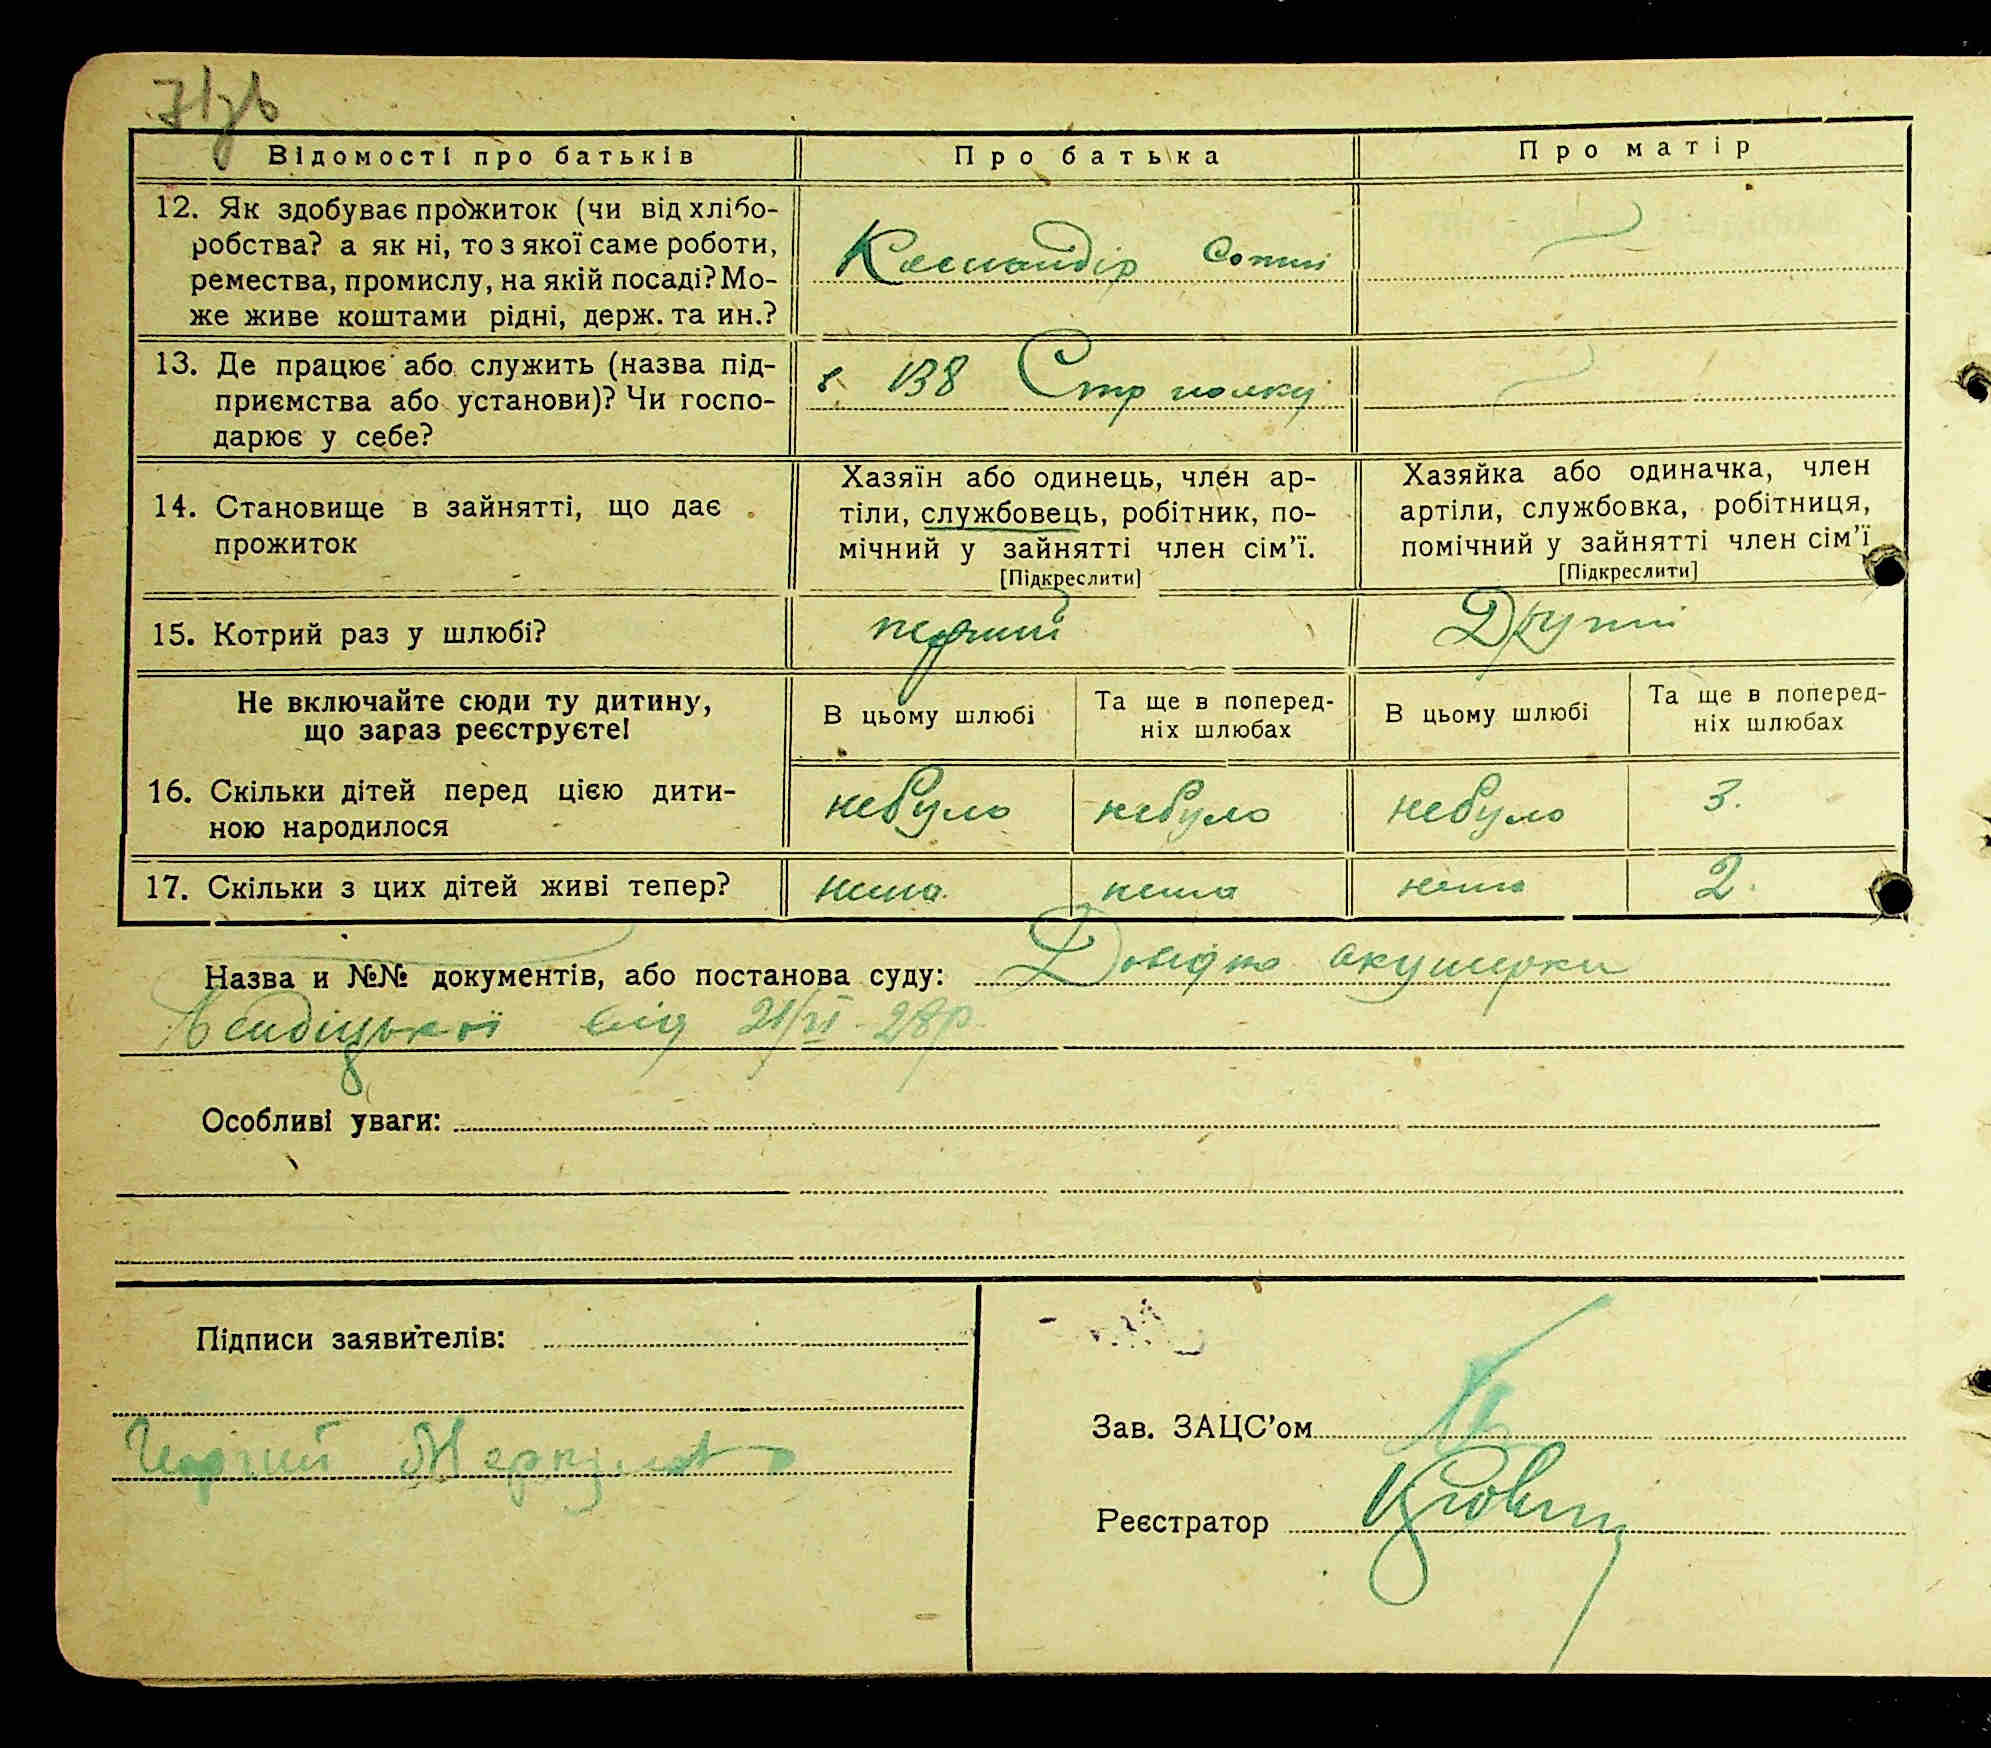 7/зв
Відомості про батьків
Про батька
Про матір
12. Як здобуває прожиток (чи від хлібо-
робства? а як ні, то з якої саме роботи,
ремества, промислу, на якій посаді? Мо-
же живе коштами рідні, держ. та ин.?
Командір Сотні
13. Де працює або служить (назва під-
приємства або установи)? Чи госпо-
дарює у себе?
в 138 Стр полку
14. Становище в зайнятті, що дає
прожиток
Хазяїн або одинець, член ар-
тіли, службовець, робітник, по-
мічний у зайнятті член сім'ї.
[Підкреслити]
Хазяйка або одиначка, член
артіли, службовка, робітниця,
помічний у зайнятті член сім'ї
[Підкреслити]
15. Котрий раз у шлюбі?
перший
Другий
Не включайте сюди ту дитину,
що зараз реєструєте!
В цьому шлюбі
Та ще в поперед-
ніх шлюбах
В цьому шлюбі
Та ще в поперед-
ніх шлюбах
16. Скільки дітей перед цією дити-
ною народилося
небуло
небуло
небуло
3.
17. Скільки з цих дітей живі тепер?
нема
нема
нема
2.
Назва и №№ документів, або постанова суду: Довідка акушерки
від 21/VI-28р.
Особливі уваги:
Підписи заявителів:
Меркулов
Зав. ЗАЦС'ом
Реєстратор